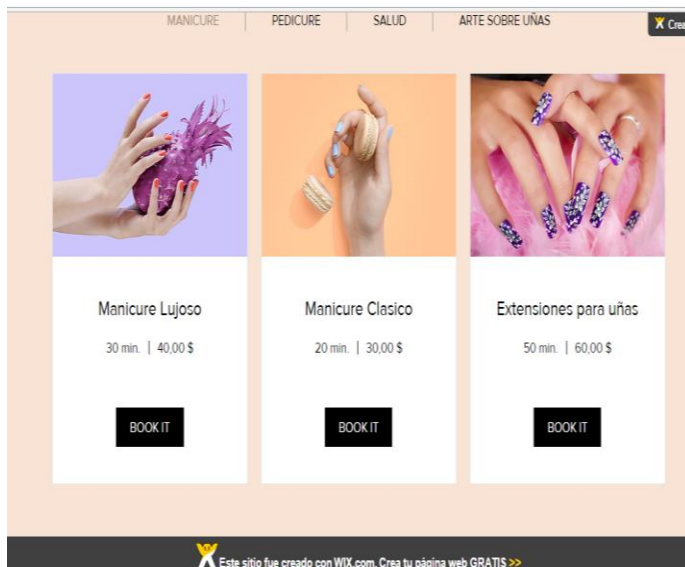 MANICURE | PEDICURE | SALUD | ARTE SOBRE UÑAS
Crea
Manicure Lujoso
30 min. | 40,00 $
BOOK IT
Manicure Clasico
20 min. | 30,00 $
BOOK IT
Extensiones para uñas
50 min. | 60,00 $
BOOK IT
Este sitio fue creado con WIX.com. Crea tu página web GRATIS >>